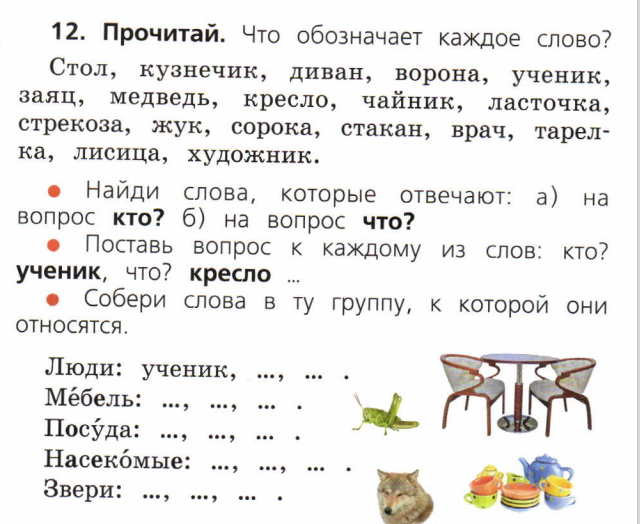 12. Прочитай. Что обозначает каждое слово?
Стол, кузнечик, диван, ворона, ученик,
заяц, медведь, кресло, чайник, ласточка,
стрекоза, жук, сорока, стакан, врач, тарел-
ка, лисица, художник.
• Найди слова, которые отвечают: а) на
вопрос кто? б) на вопрос что?
• Поставь вопрос к каждому из слов: кто?
ученик, что? кресло ...
• Собери слова в ту группу, к которой они
относятся.
Люди: ученик, ..., ... .
Ме́бель: ..., ..., ... .
Посу́да: ..., ..., ... .
Насеко́мые: ..., ..., ... .
Звери: ..., ..., ... .